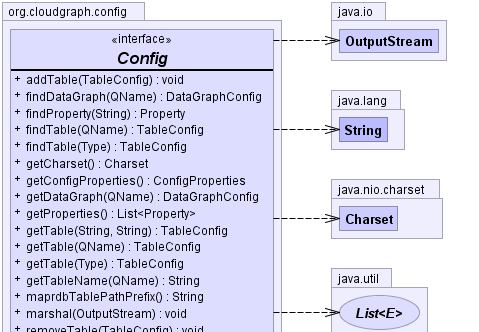 org.cloudgraph.config
«interface»
Config
+ addTable(TableConfig) : void
+ findDataGraph(QName) : DataGraphConfig
+ findProperty(String) : Property
+ findTable(QName) : TableConfig
+ findTable(Type) : TableConfig
+ getCharset() : Charset
+ getConfigProperties() : ConfigProperties
+ getDataGraph(QName) : DataGraphConfig
+ getProperties() : List<Property>
+ getTable(String, String) : TableConfig
+ getTable(QName) : TableConfig
+ getTable(Type) : TableConfig
+ getTableName(QName) : String
+ maprdbTablePathPrefix() : String
+ marshal(OutputStream) : void
+ removeTable(TableConfig) : void
java.io
OutputStream
java.lang
String
java.nio.charset
Charset
java.util
List<E>